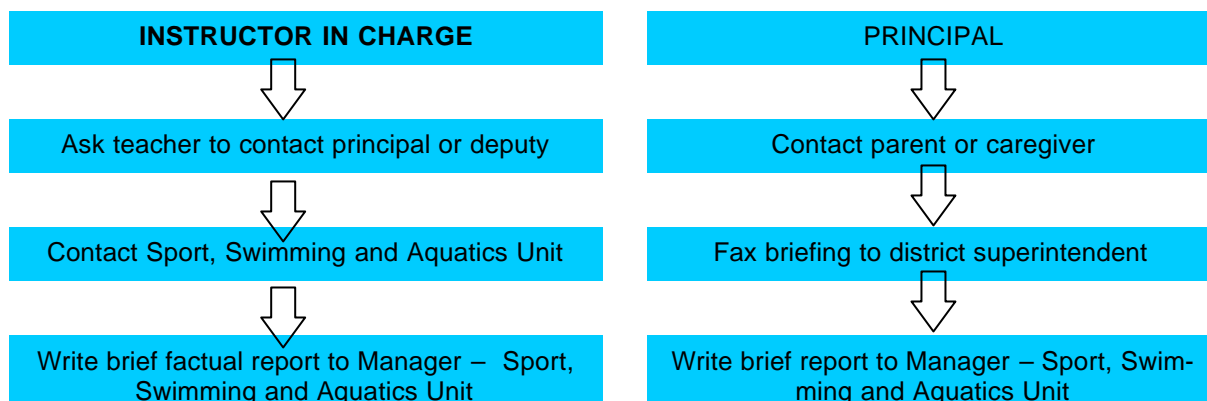 INSTRUCTOR IN CHARGE
Ask teacher to contact principal or deputy
Contact Sport, Swimming and Aquatics Unit
Write brief factual report to Manager – Sport,
Swimming and Aquatics Unit
PRINCIPAL
Contact parent or caregiver
Fax briefing to district superintendent
Write brief report to Manager – Sport, Swim-
ming and Aquatics Unit